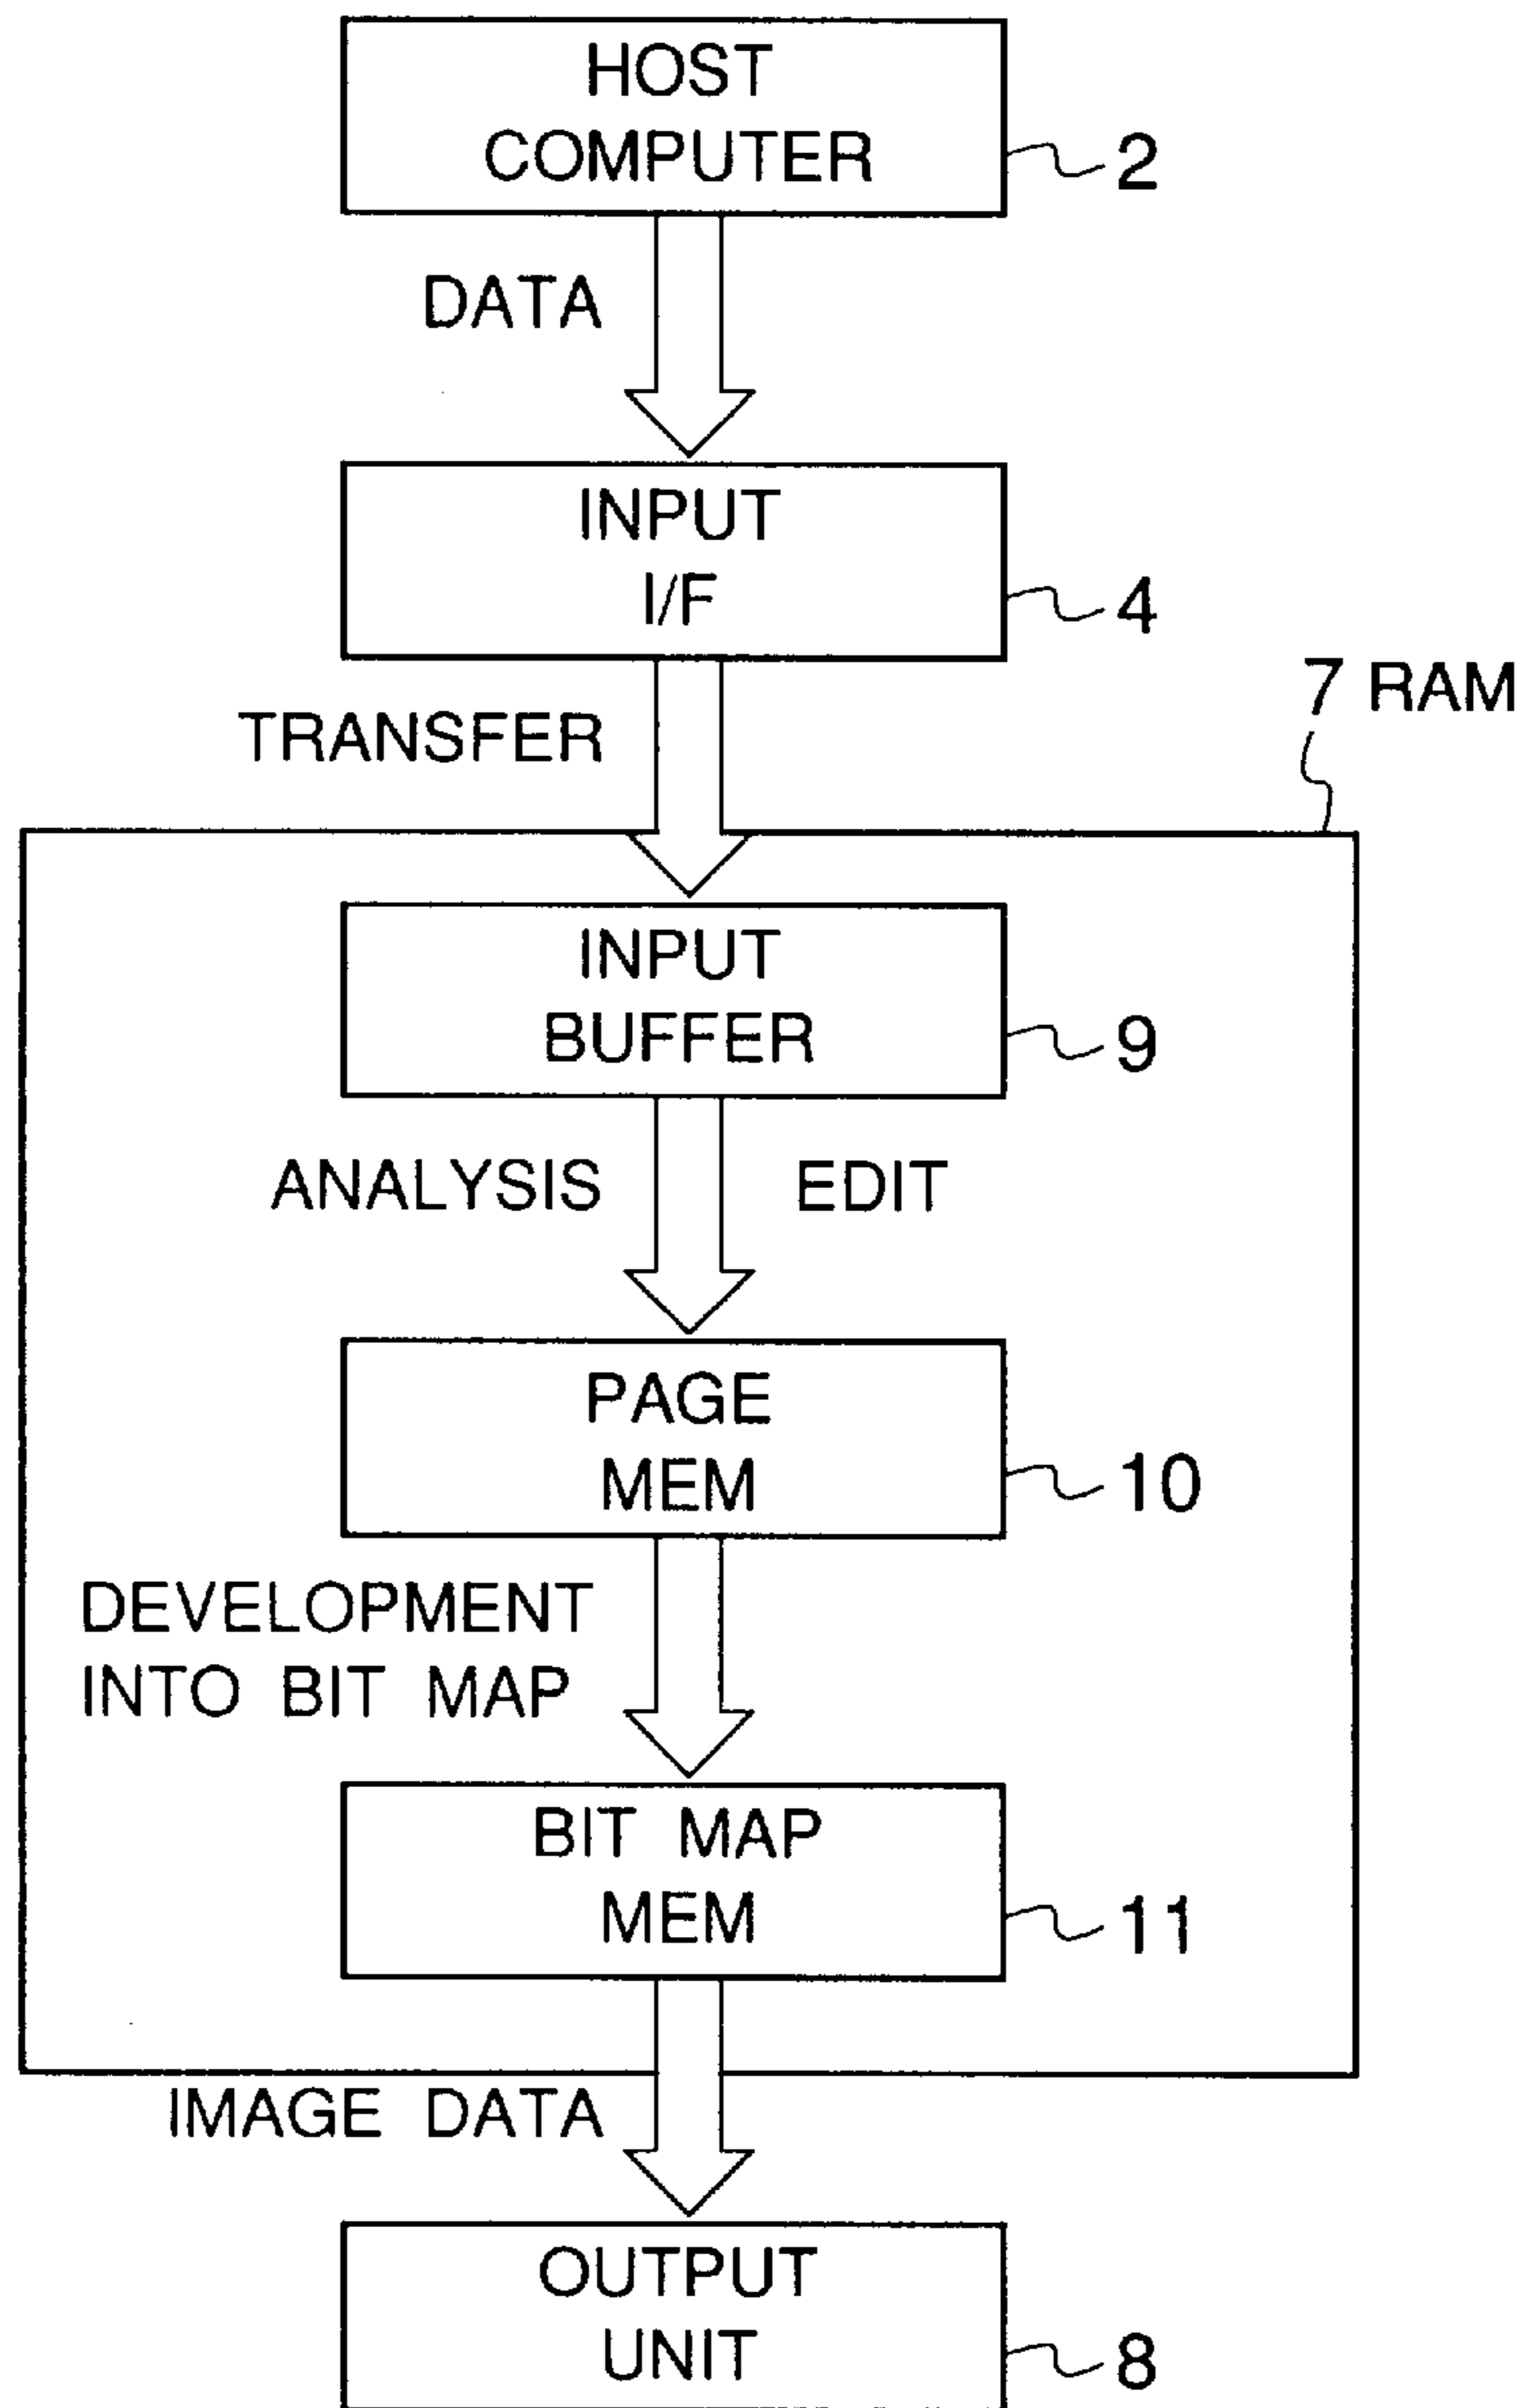 HOST
COMPUTER
2
DATA
INPUT
I/F
4
7 RAM
TRANSFER
INPUT
BUFFER
9
ANALYSIS
EDIT
PAGE
MEM
10
DEVELOPMENT
INTO BIT MAP
BIT MAP
MEM
11
IMAGE DATA
OUTPUT
UNIT
8